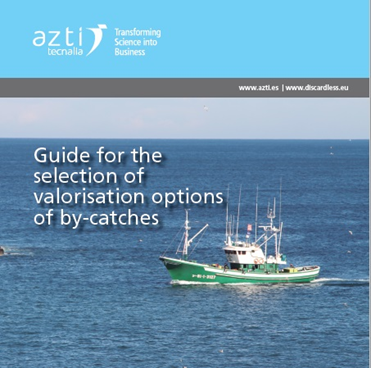 azti
tecnalia
Transforming
Science into
Business
www.azti.es | www.discardless.eu
Guide for the
selection of
valorisation options
of by-catches